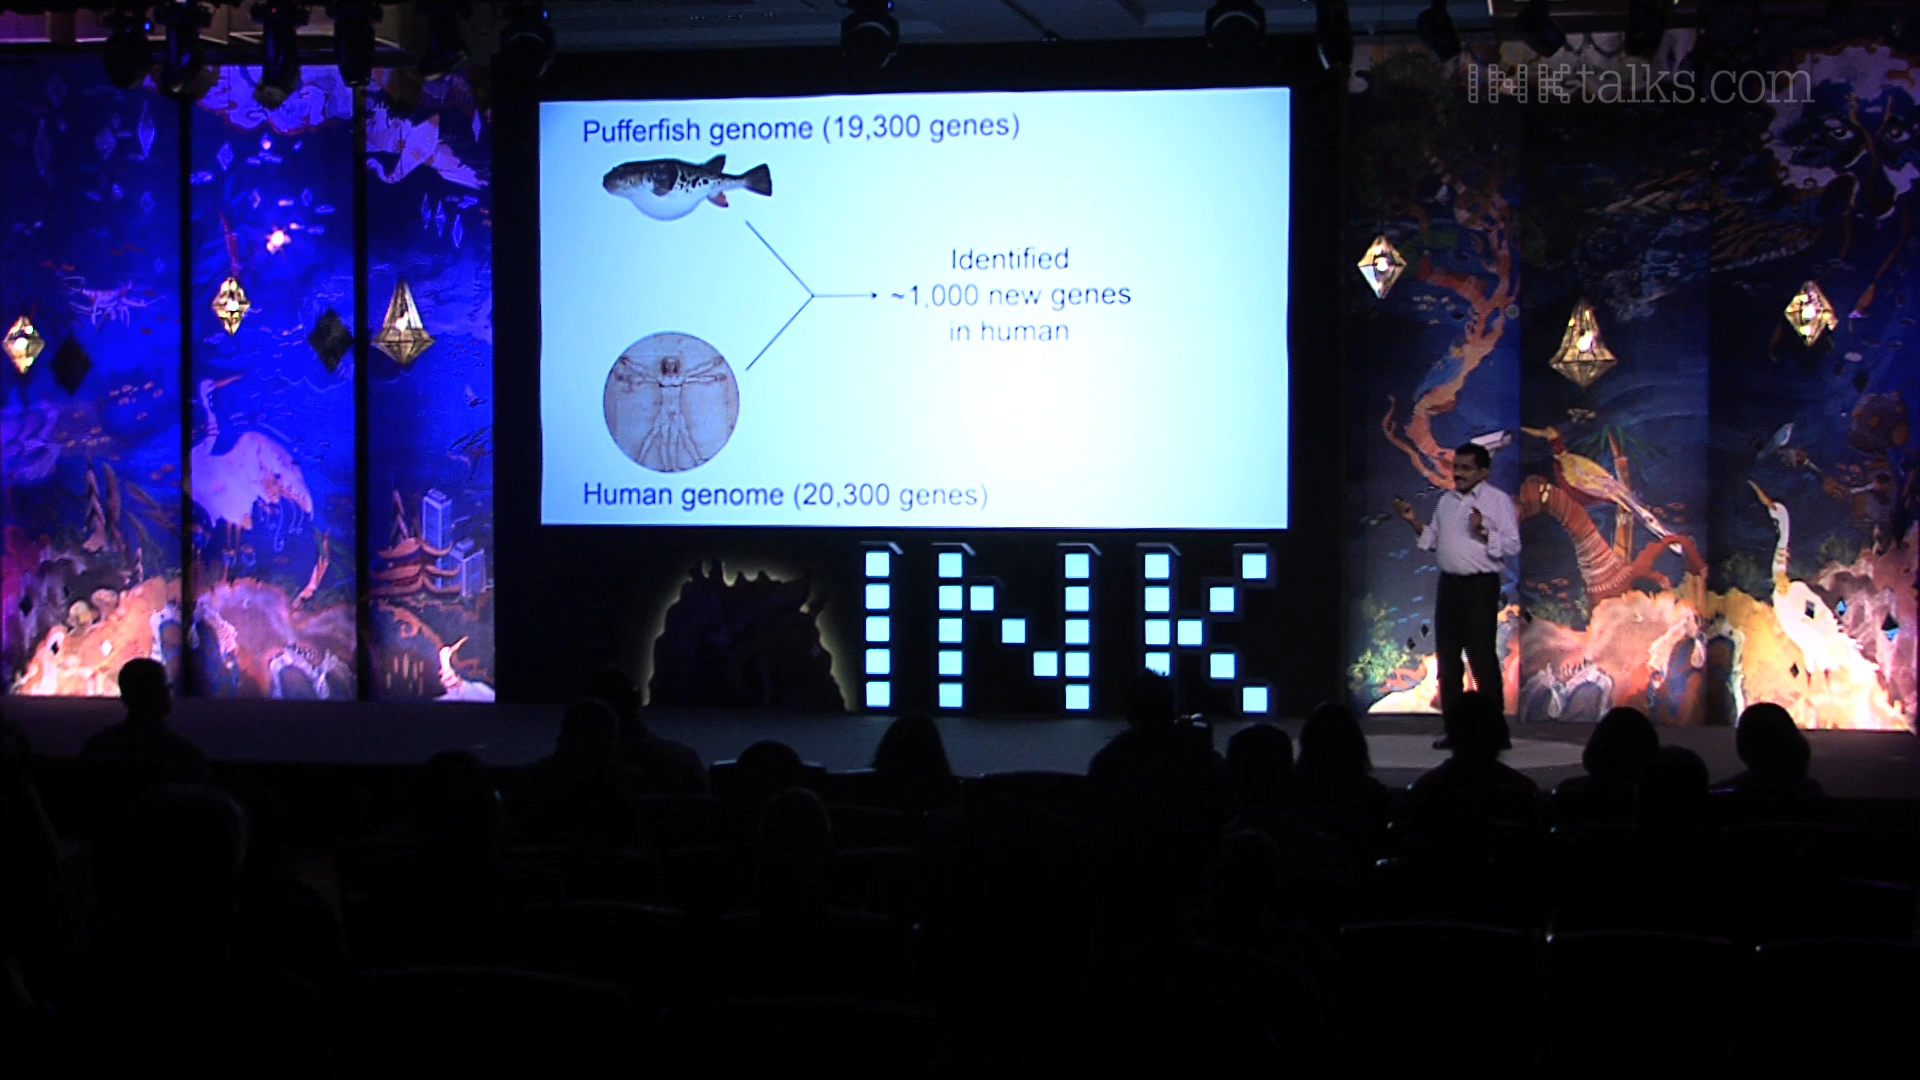 INKtalks.com
Pufferfish genome (19,300 genes)
Identified
~1,000 new genes
in human
Human genome (20,300 genes)
INK